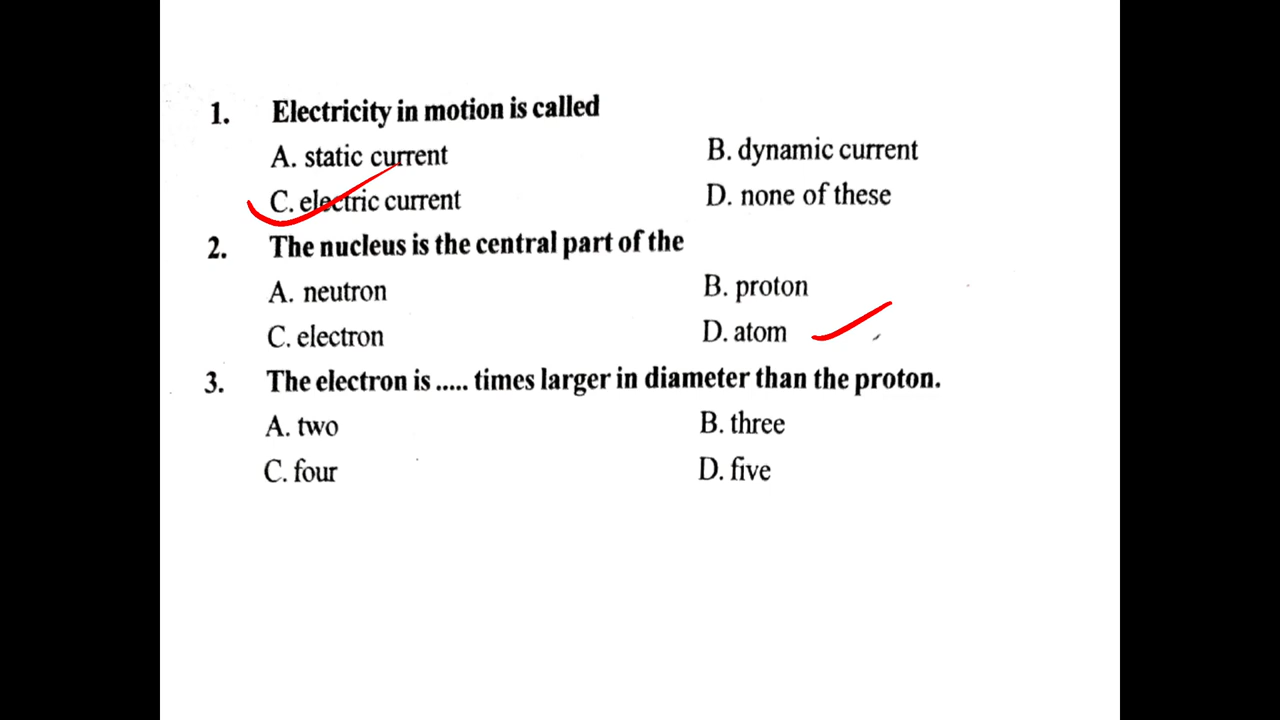 1. Electricity in motion is called
A. static current B. dynamic current
C. electric current D. none of these
2. The nucleus is the central part of the
A. neutron B. proton
C. electron D. atom
3. The electron is ..... times larger in diameter than the proton.
A. two B. three
C. four D. five